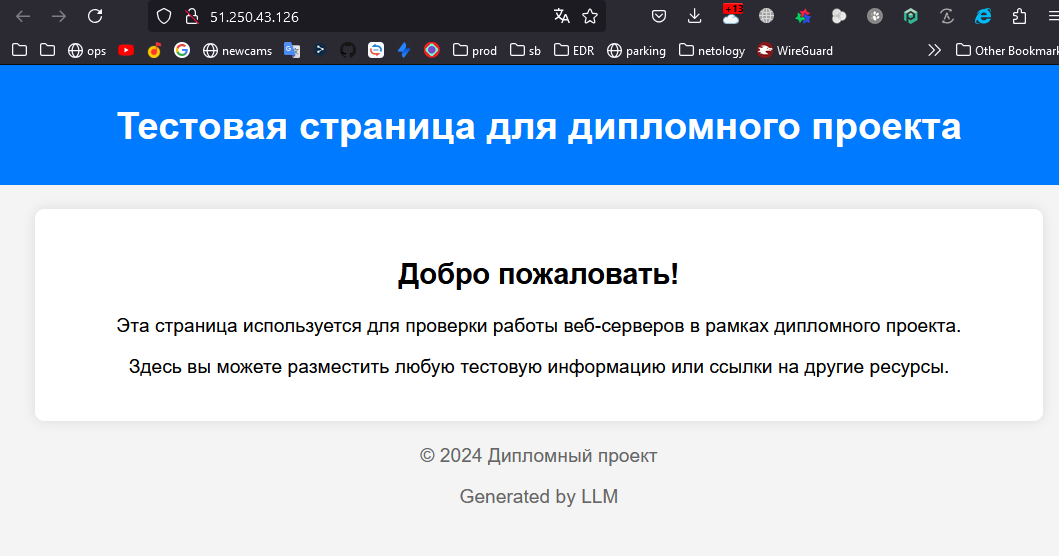 51.250.43.126
+13
ops
newcams
prod
sb
EDR
parking
netology
WireGuard
Other Bookmark
Тестовая страница для дипломного проекта
Добро пожаловать!
Эта страница используется для проверки работы веб-серверов в рамках дипломного проекта.
Здесь вы можете разместить любую тестовую информацию или ссылки на другие ресурсы.
© 2024 Дипломный проект
Generated by LLM